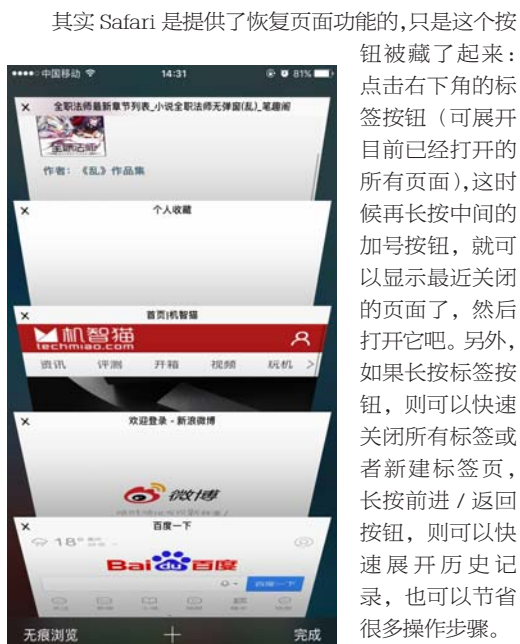 其实 Safari 是提供了恢复页面功能的,只是这个按
钮被藏了起来：
点击右下角的标
签按钮（可展开
目前已经打开的
所有页面）,这时
候再长按中间的
加号按钮，就可
以显示最近关闭
的页面了，然后
打开它吧。另外，
如果长按标签按
钮，则可以快速
关闭所有标签或
者新建标签页，
长按前进 / 返回
按钮，则可以快
速展开历史记
录，也可以节省
很多操作步骤。
中国移动 14:31 81%
× 全职法师最新章节列表_小说全职法师无弹窗(乱)_笔趣阁
全职法师
作者：《乱》作品集
× 个人收藏
× 首页|机智猫
机智猫
techmiao.com
资讯 评测 开箱 视频 玩机 >
× 欢迎登录 - 新浪微博
微博
× 百度一下
18°
Bai 百度
百度一下
无痕浏览 + 完成